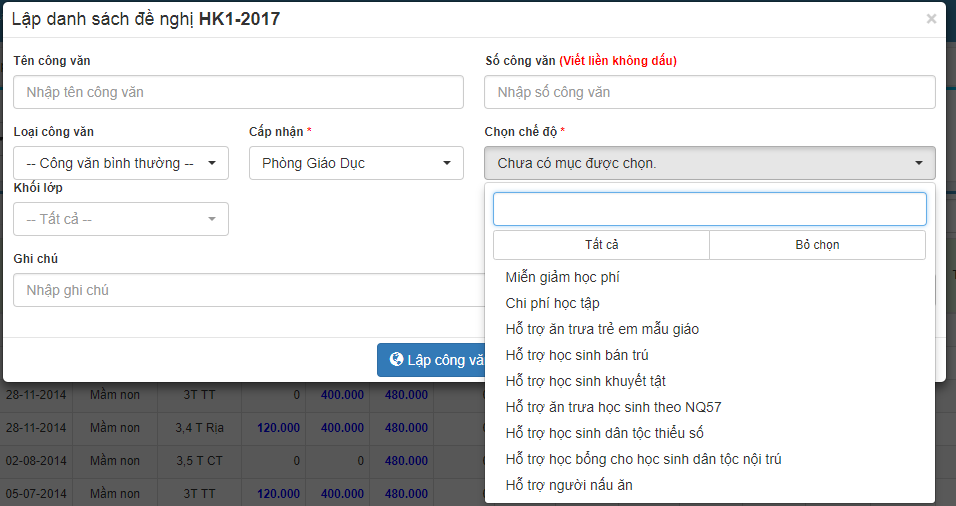 Lập danh sách đề nghị HK1-2017
×
Tên công văn
Số công văn (Viết liền không dấu)
Nhập tên công văn
Nhập số công văn
Loại công văn
Cấp nhận *
Chọn chế độ *
-- Công văn bình thường --
Phòng Giáo Dục
Chưa có mục được chọn.
Khối lớp
-- Tất cả --
Tất cả
Bỏ chọn
Ghi chú
Nhập ghi chú
Miễn giảm học phí
Chi phí học tập
Hỗ trợ ăn trưa trẻ em mẫu giáo
Hỗ trợ học sinh bán trú
Hỗ trợ học sinh khuyết tật
Hỗ trợ ăn trưa học sinh theo NQ57
Hỗ trợ học sinh dân tộc thiểu số
Hỗ trợ học bổng cho học sinh dân tộc nội trú
Hỗ trợ người nấu ăn
Lập công vă
28-11-2014 Mầm non 3T TT 0 400.000 480.000
28-11-2014 Mầm non 3,4 T Rịa 120.000 400.000 480.000
02-08-2014 Mầm non 3,5 T CT 0 0 480.000
05-07-2014 Mầm non 3T TT 120.000 400.000 480.000